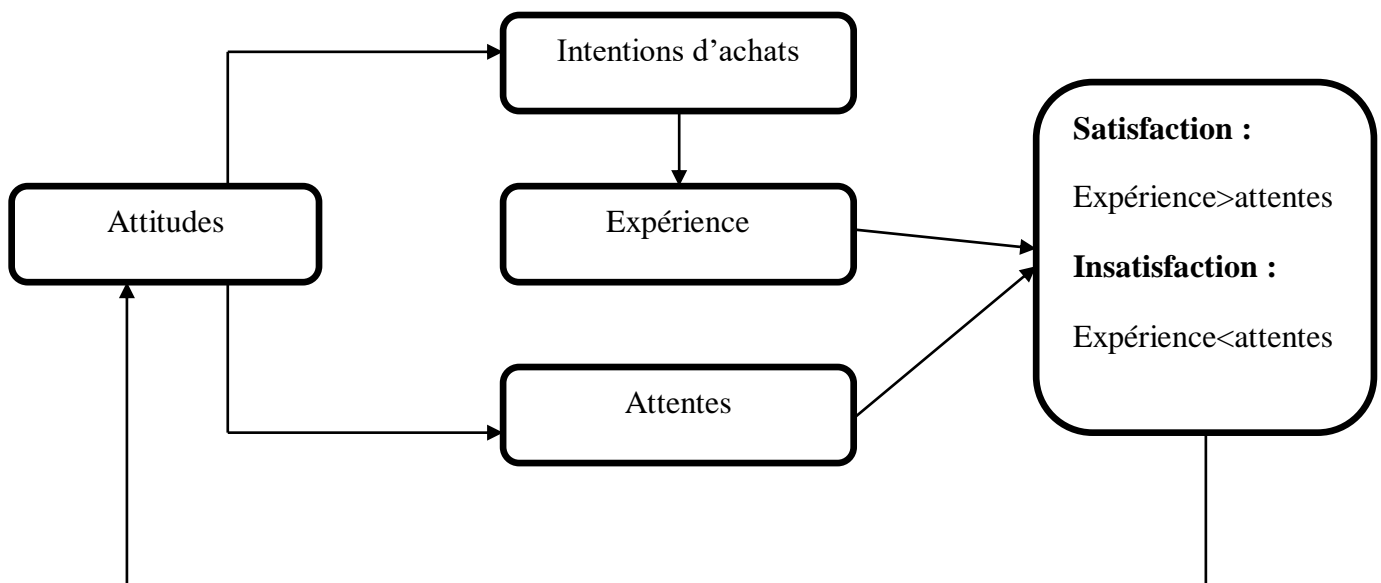 Intentions d’achats
Satisfaction :
Expérience>attentes
Attitudes
Expérience
Insatisfaction :
Expérience<attentes
Attentes